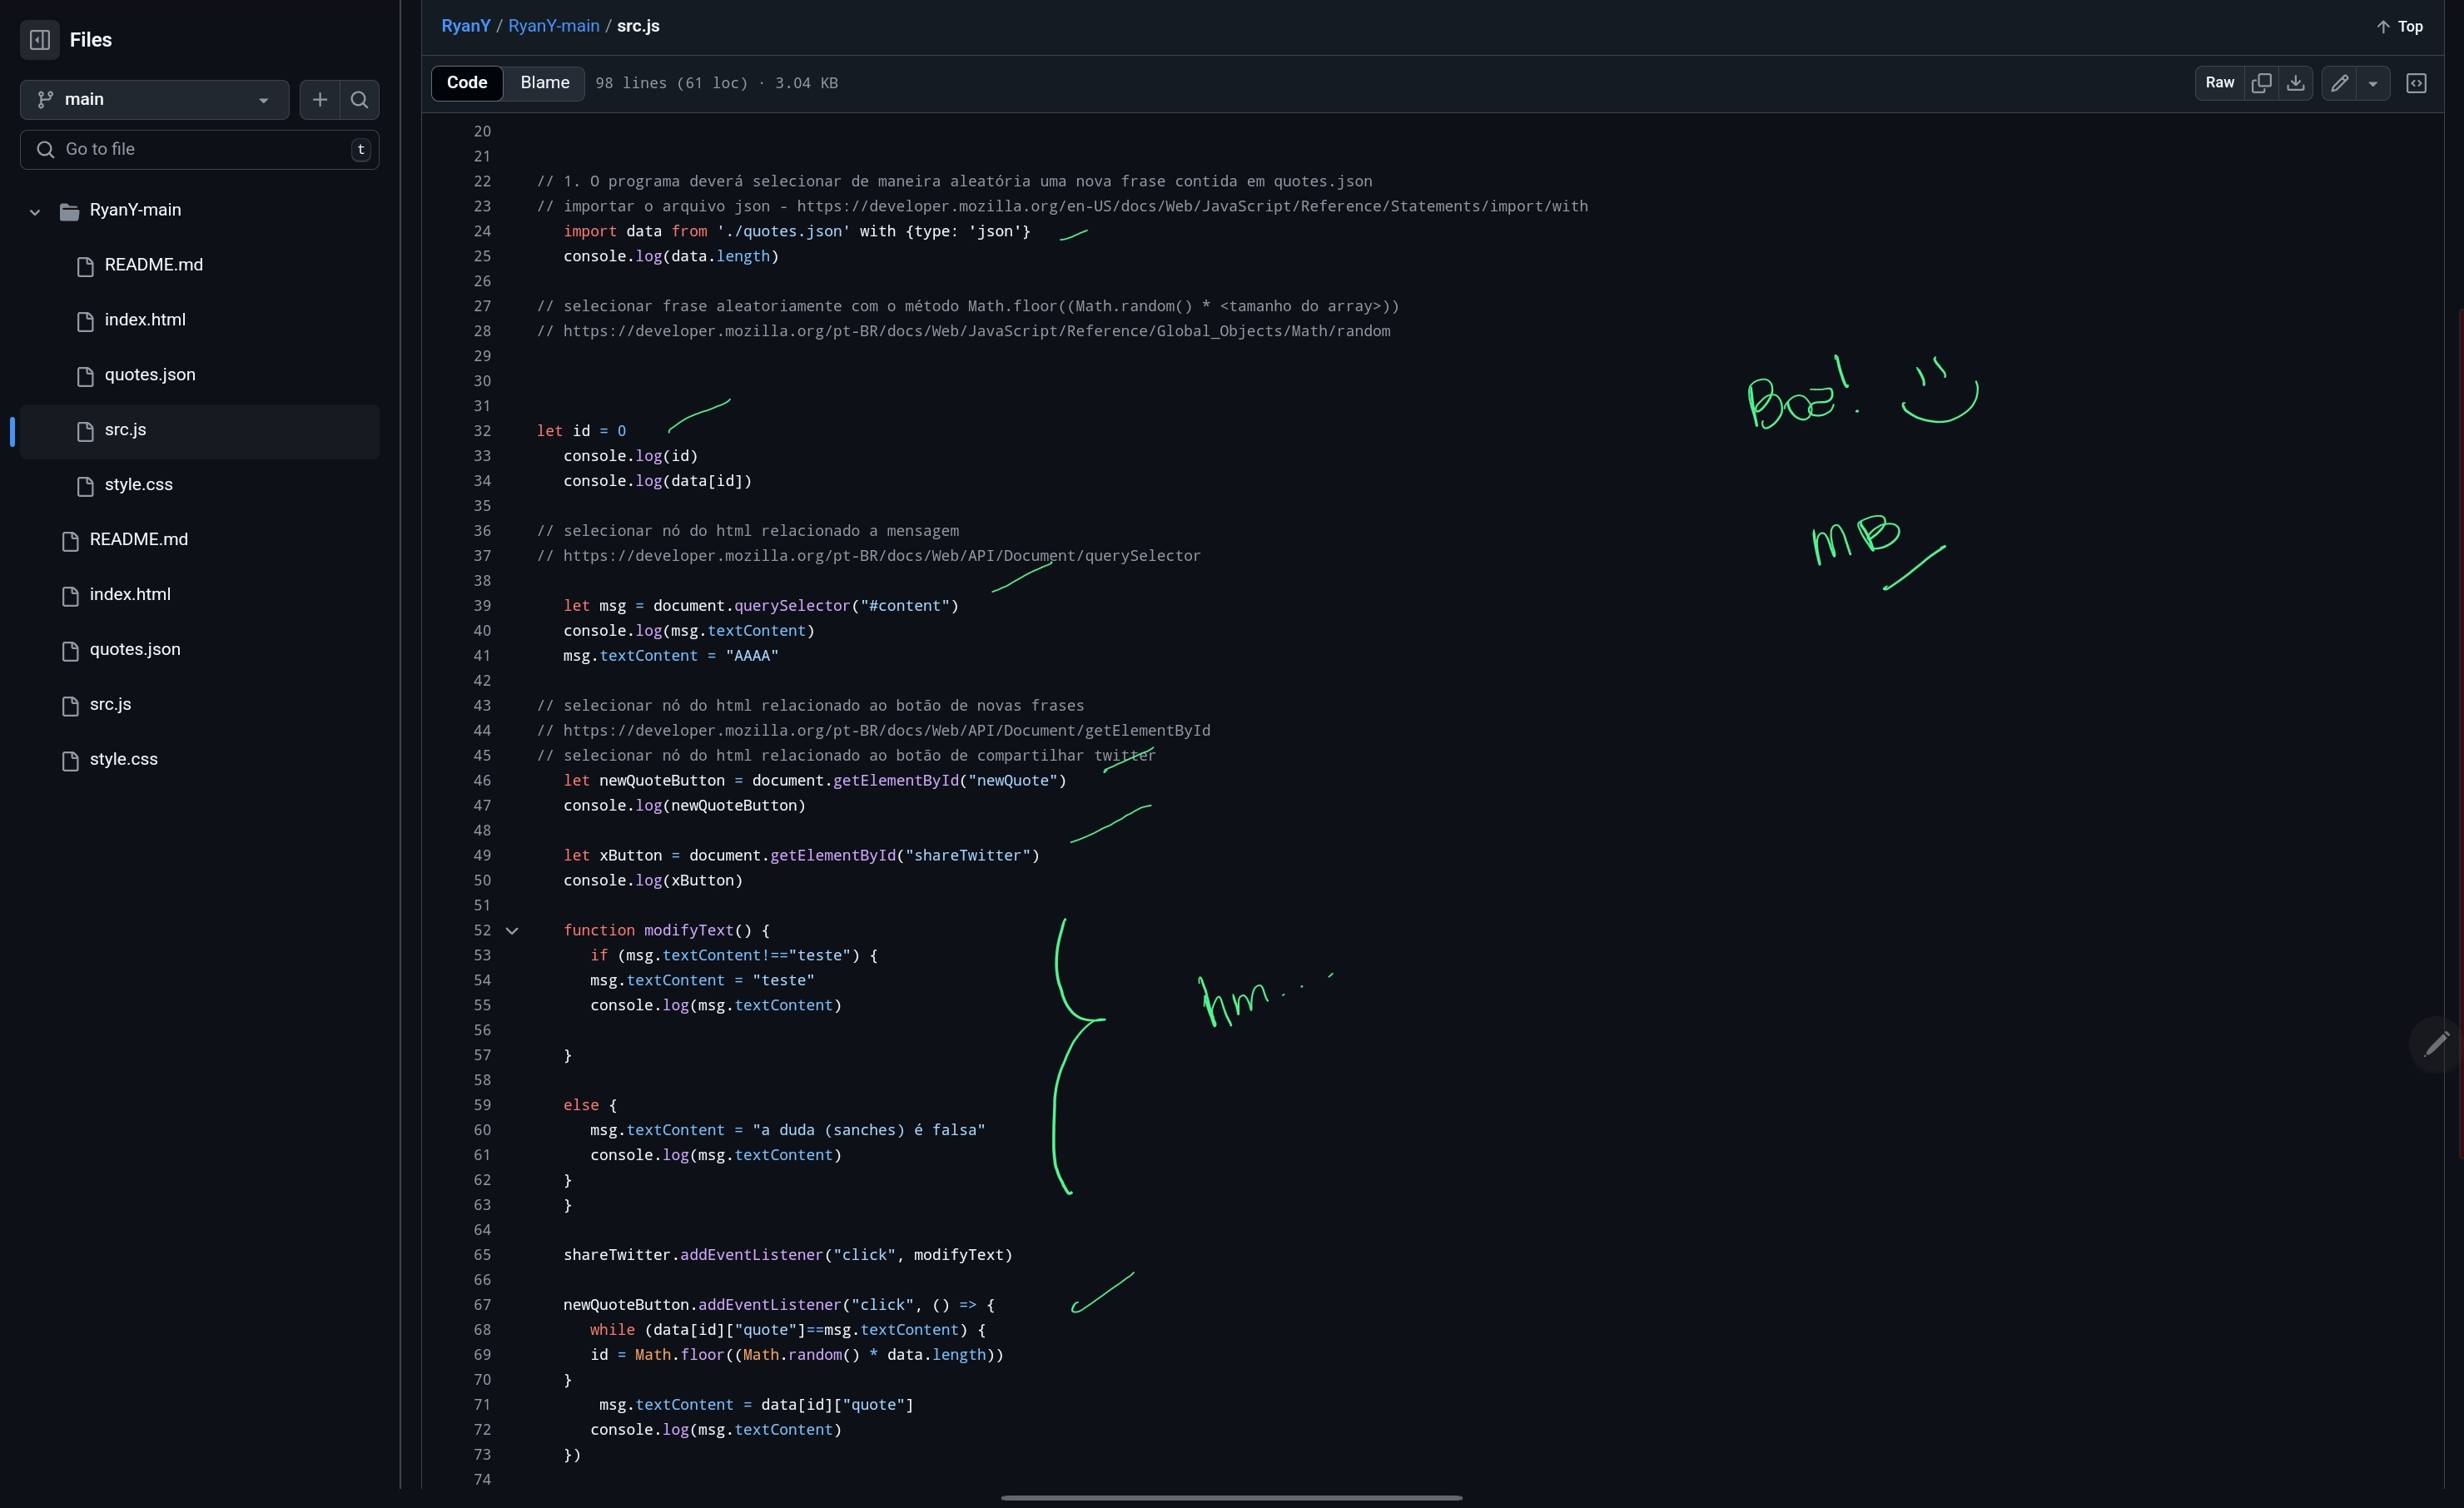 Files
main
Go to file
t
RyanY-main
README.md
index.html
quotes.json
src.js
style.css
README.md
index.html
quotes.json
src.js
style.css
RyanY / RyanY-main / src.js
Top
Code Blame 98 lines (61 loc) · 3.04 KB
Raw
20
21
22 // 1. O programa deverá selecionar de maneira aleatória uma nova frase contida em quotes.json
23 // importar o arquivo json - https://developer.mozilla.org/en-US/docs/Web/JavaScript/Reference/Statements/import/with
24 import data from './quotes.json' with {type: 'json'}
25 console.log(data.length)
26
27 // selecionar frase aleatoriamente com o método Math.floor((Math.random() * <tamanho do array>))
28 // https://developer.mozilla.org/pt-BR/docs/Web/JavaScript/Reference/Global_Objects/Math/random
29
30
31
32 let id = 0
33 console.log(id)
34 console.log(data[id])
35
36 // selecionar nó do html relacionado a mensagem
37 // https://developer.mozilla.org/pt-BR/docs/Web/API/Document/querySelector
38
39 let msg = document.querySelector("#content")
40 console.log(msg.textContent)
41 msg.textContent = "AAAA"
42
43 // selecionar nó do html relacionado ao botão de novas frases
44 // https://developer.mozilla.org/pt-BR/docs/Web/API/Document/getElementById
45 // selecionar nó do html relacionado ao botão de compartilhar twitter
46 let newQuoteButton = document.getElementById("newQuote")
47 console.log(newQuoteButton)
48
49 let xButton = document.getElementById("shareTwitter")
50 console.log(xButton)
51
52 function modifyText() {
53 if (msg.textContent!=="teste") {
54 msg.textContent = "teste"
55 console.log(msg.textContent)
56
57 }
58
59 else {
60 msg.textContent = "a duda (sanches) é falsa"
61 console.log(msg.textContent)
62 }
63 }
64
65 shareTwitter.addEventListener("click", modifyText)
66
67 newQuoteButton.addEventListener("click", () => {
68 while (data[id]["quote"]==msg.textContent) {
69 id = Math.floor((Math.random() * data.length))
70 }
71 msg.textContent = data[id]["quote"]
72 console.log(msg.textContent)
73 })
74
MB
hm...